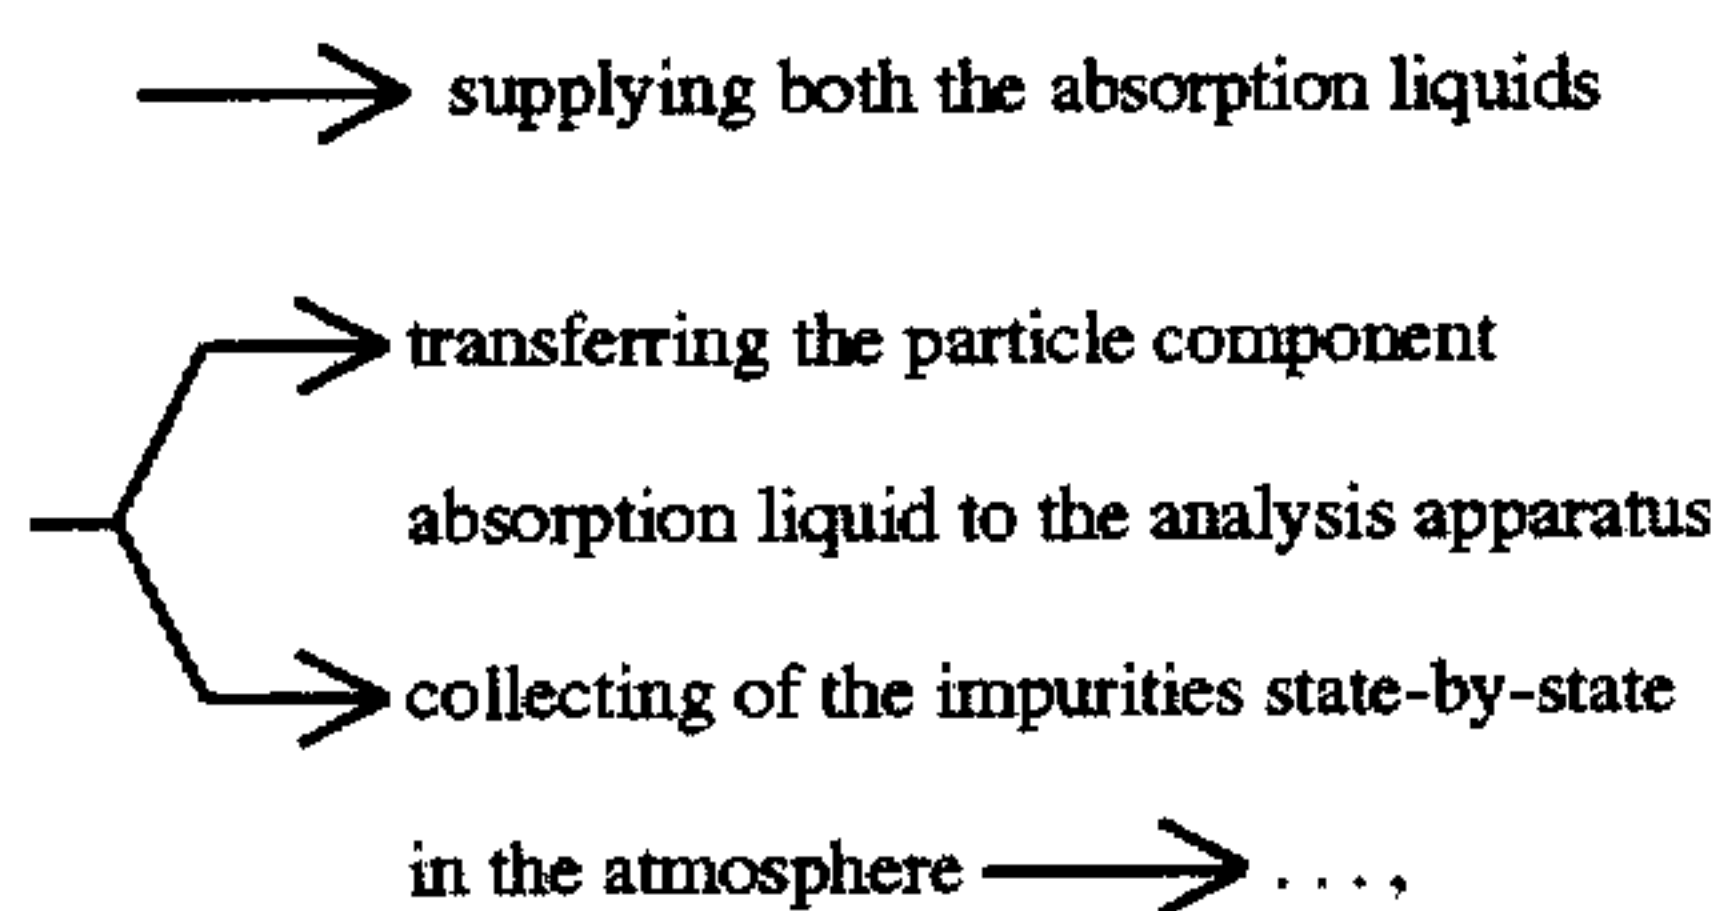 supplying both the absorption liquids
transferring the particle component
absorption liquid to the analysis apparatus
collecting of the impurities state-by-state
in the atmosphere ⟶ . . . ,